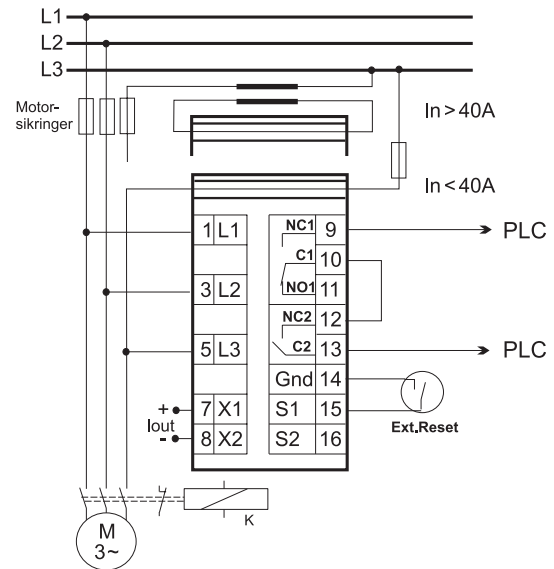 L1
L2
L3
Motor-
sikringer
In > 40A
In < 40A
1 L1
3 L2
5 L3
+ 7 X1
Iout
- 8 X2
NC1 9
C1 10
NO1 11
NC2 12
C2 13
Gnd 14
S1 15
S2 16
PLC
PLC
Ext.Reset
K
M
3~